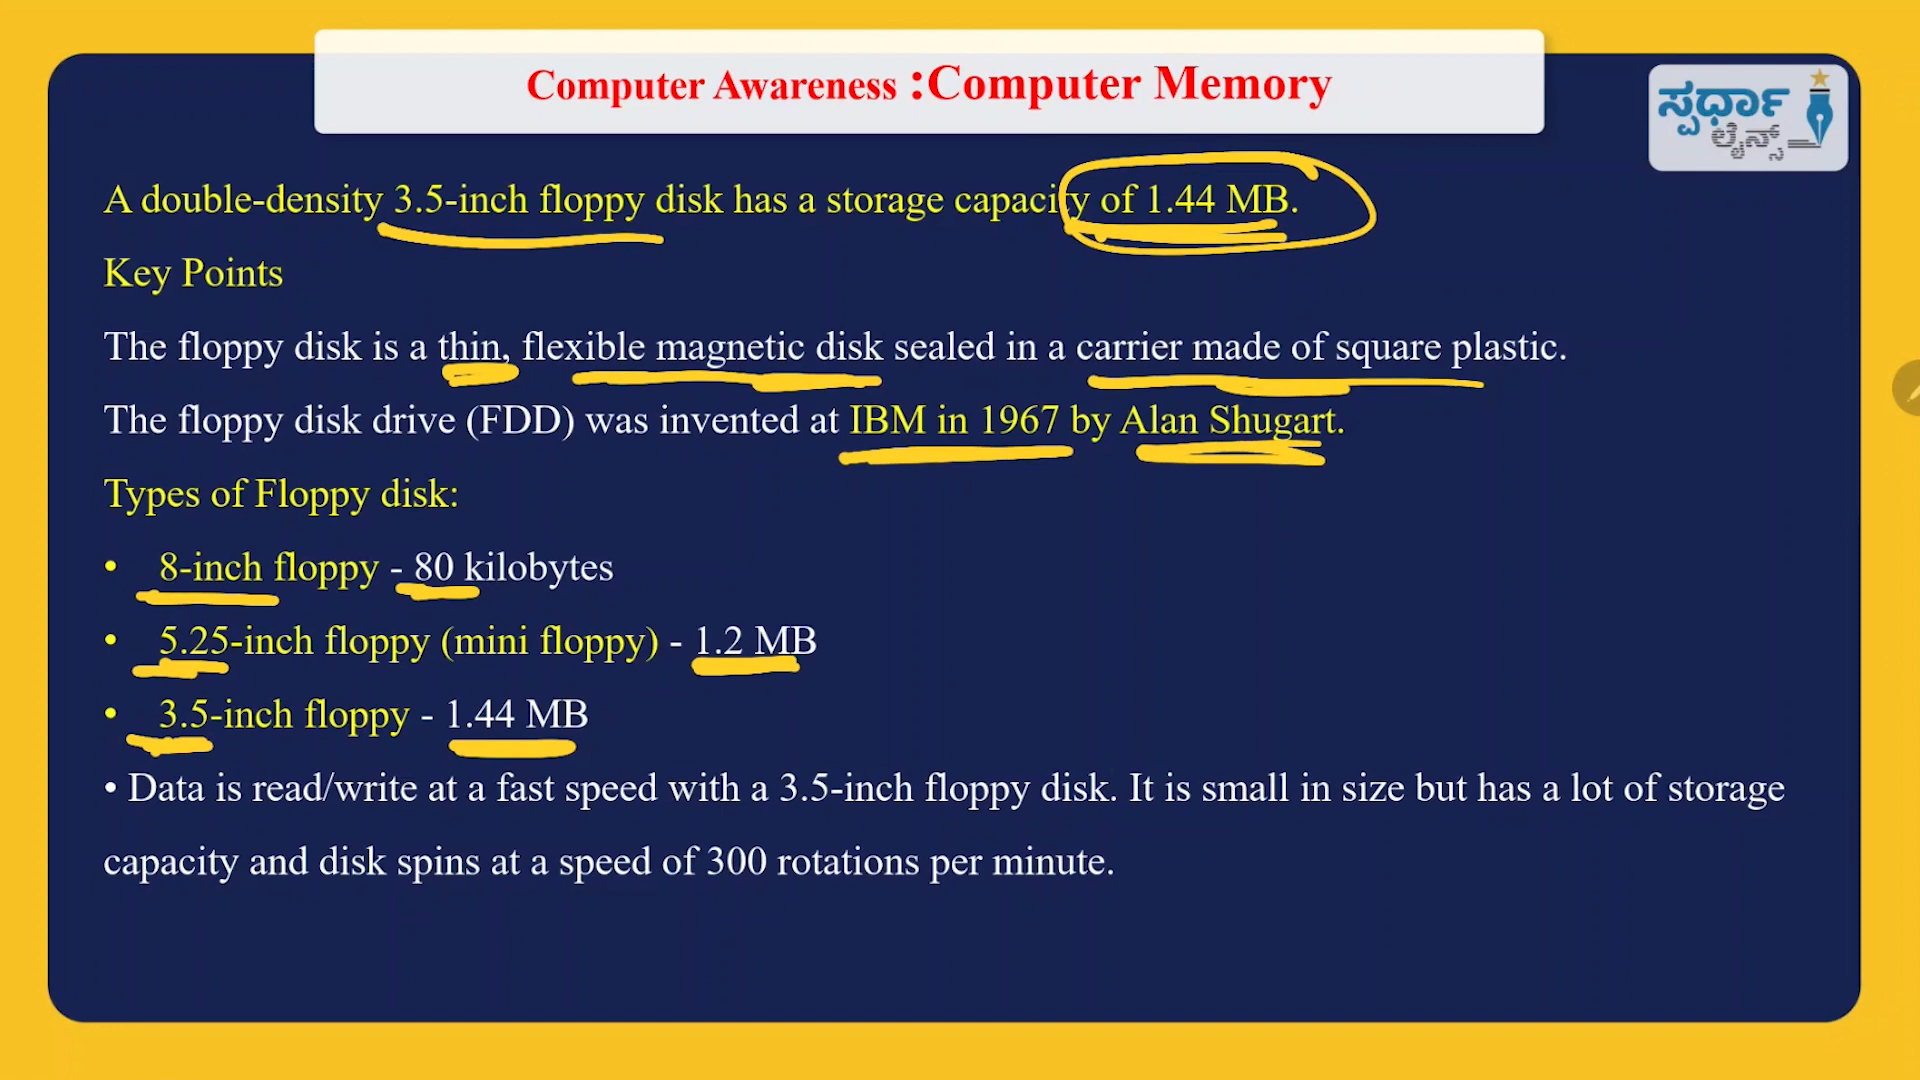 Computer Awareness :Computer Memory
ಸ್ಪರ್ಧಾ
ಲೈನ್ಸ್
A double-density 3.5-inch floppy disk has a storage capacity of 1.44 MB.
Key Points
The floppy disk is a thin, flexible magnetic disk sealed in a carrier made of square plastic.
The floppy disk drive (FDD) was invented at IBM in 1967 by Alan Shugart.
Types of Floppy disk:
• 8-inch floppy - 80 kilobytes
• 5.25-inch floppy (mini floppy) - 1.2 MB
• 3.5-inch floppy - 1.44 MB
• Data is read/write at a fast speed with a 3.5-inch floppy disk. It is small in size but has a lot of storage
capacity and disk spins at a speed of 300 rotations per minute.